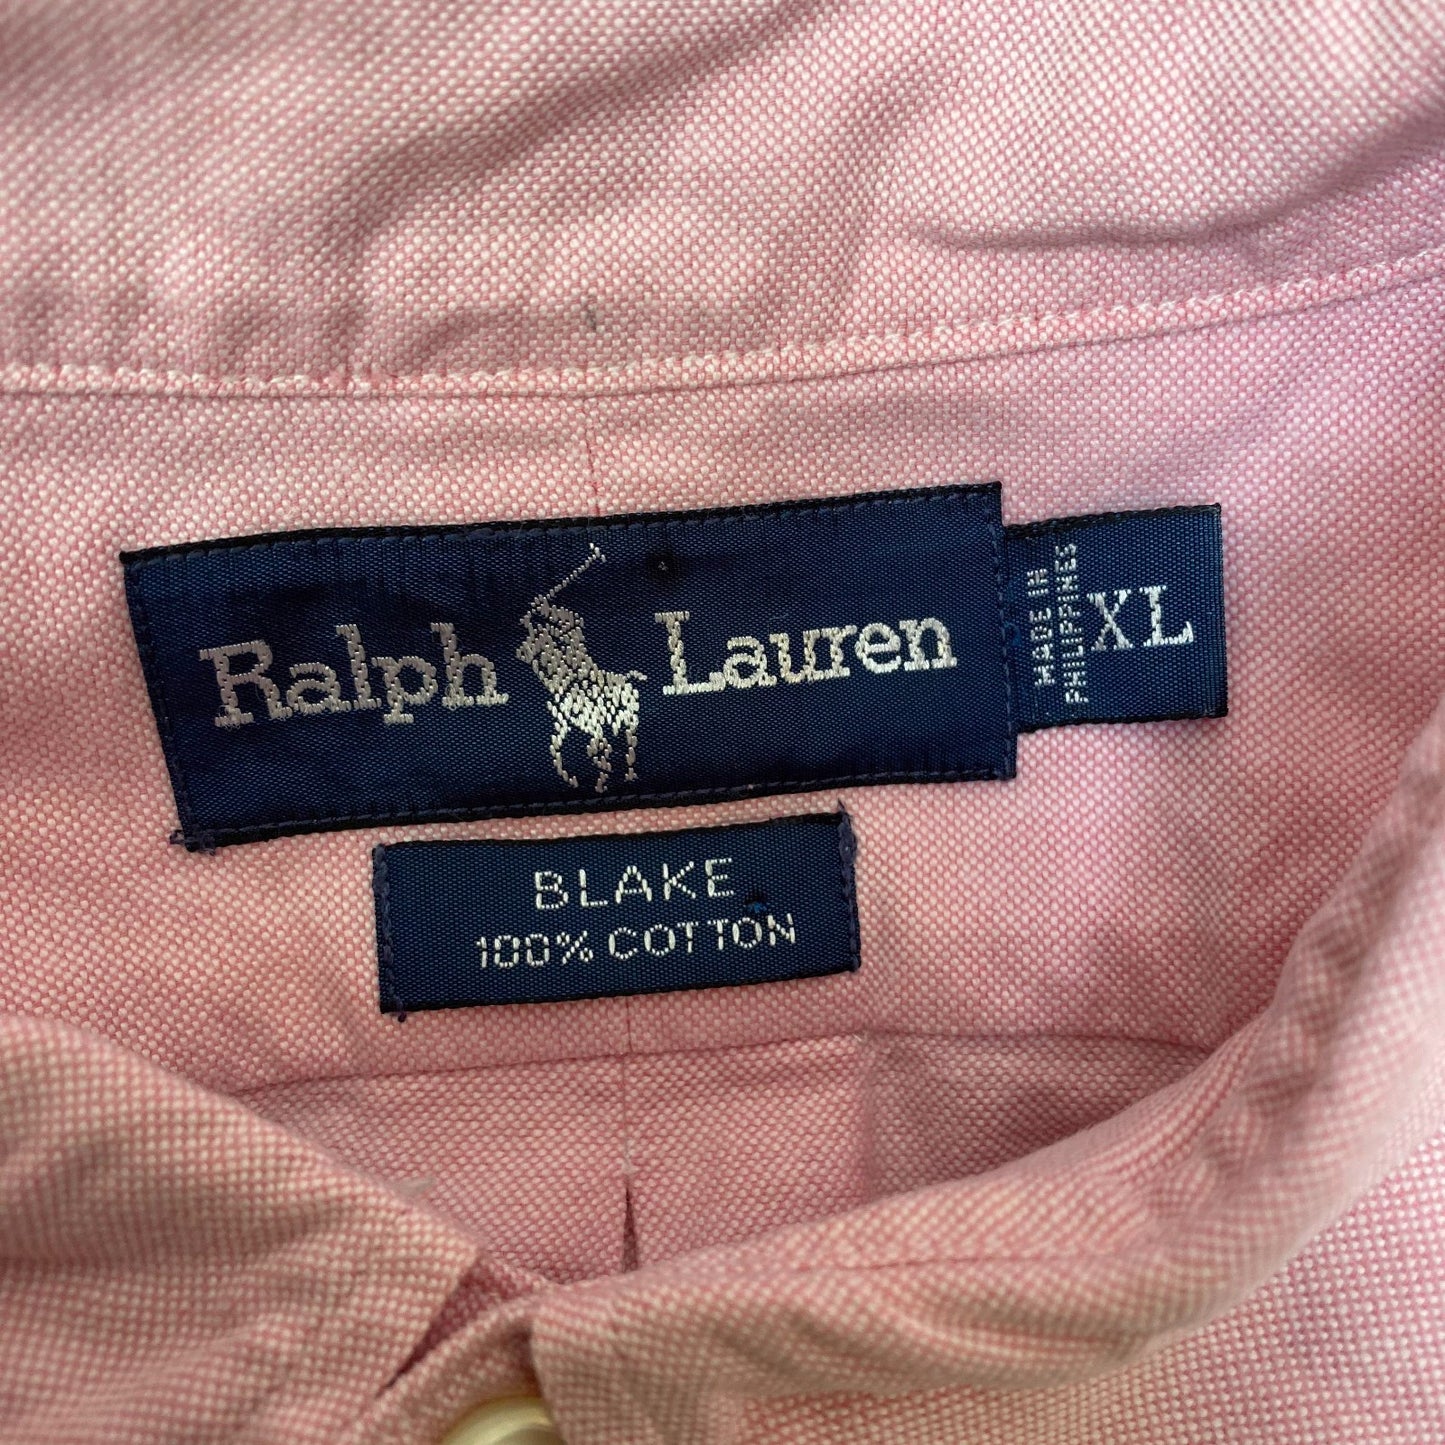 Ralph Lauren
MADE IN
PHILIPPINES
XL
BLAKE
100% COTTON